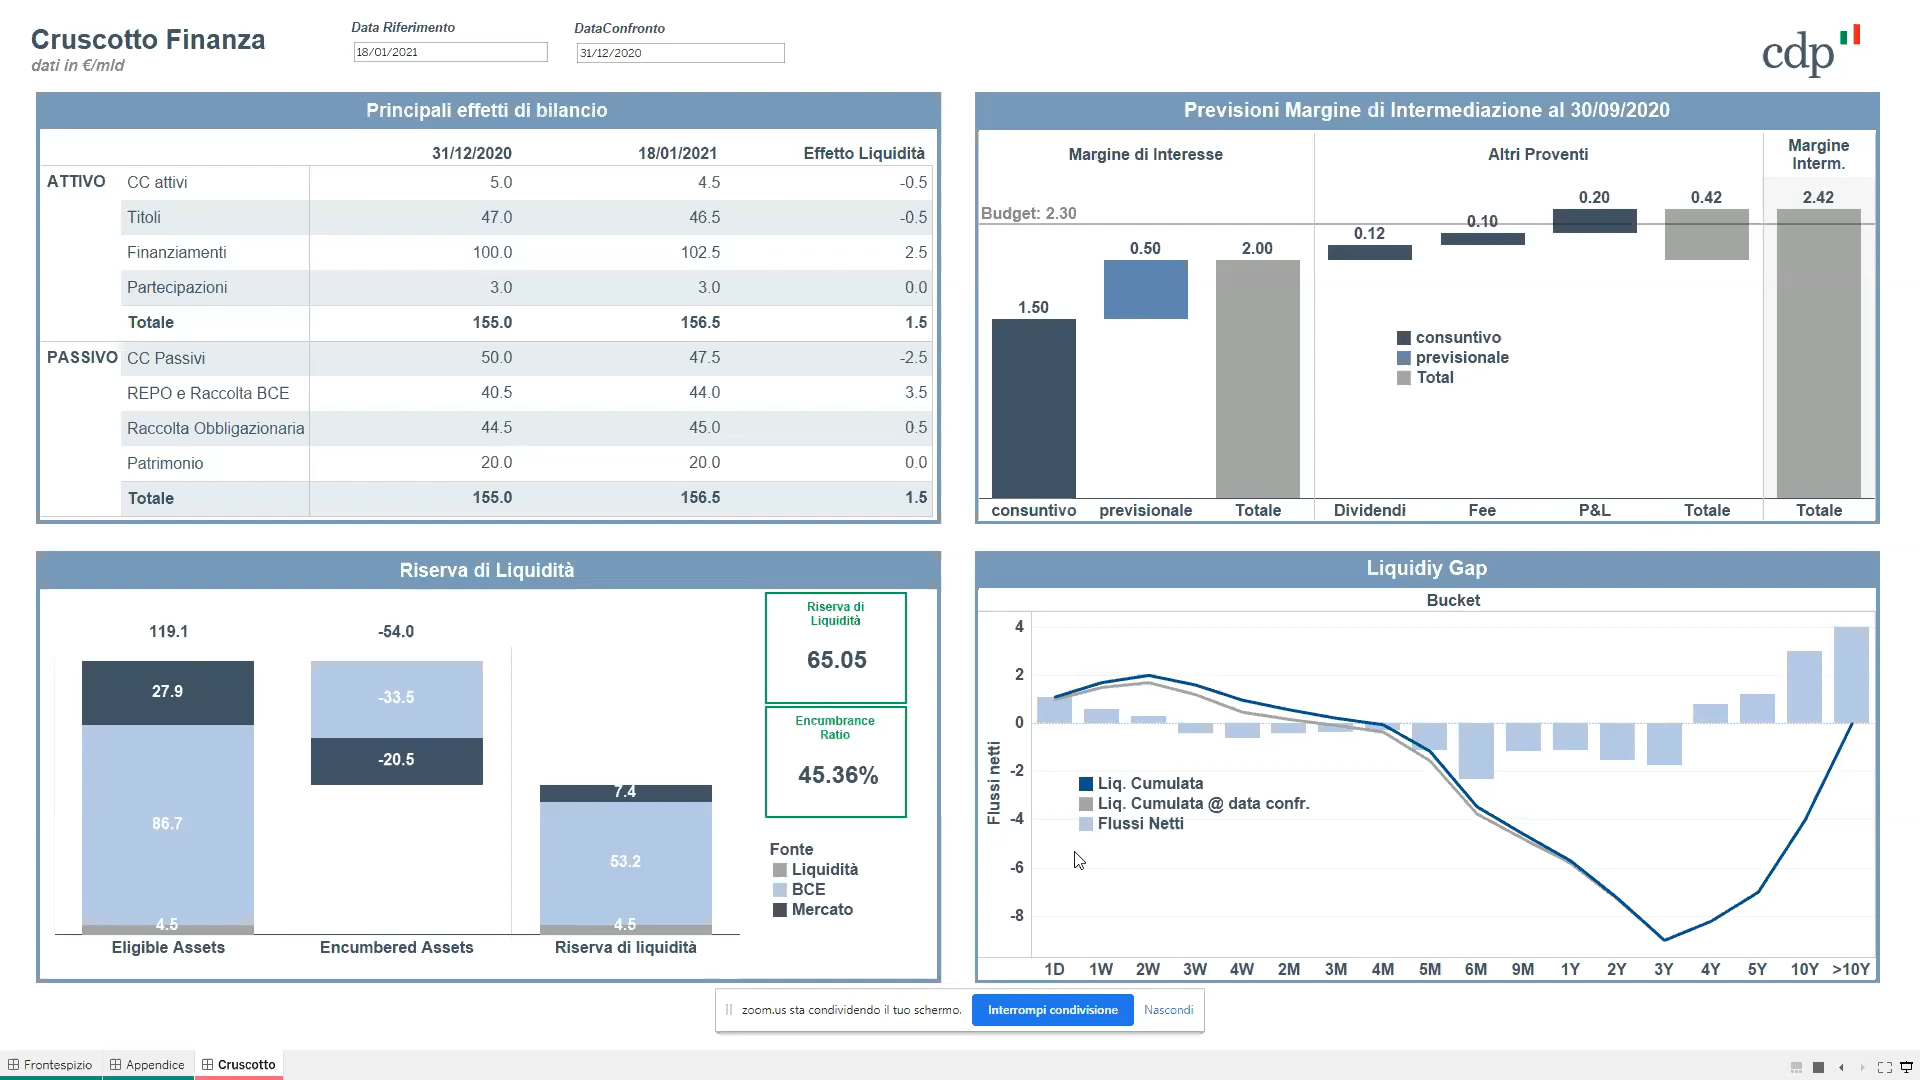 Cruscotto Finanza
dati in €/mld
Data Riferimento
18/01/2021
DataConfronto
31/12/2020
cdp
Principali effetti di bilancio
31/12/2020 18/01/2021 Effetto Liquidità
ATTIVO CC attivi 5.0 4.5 -0.5
Titoli 47.0 46.5 -0.5
Finanziamenti 100.0 102.5 2.5
Partecipazioni 3.0 3.0 0.0
Totale 155.0 156.5 1.5
PASSIVO CC Passivi 50.0 47.5 -2.5
REPO e Raccolta BCE 40.5 44.0 3.5
Raccolta Obbligazionaria 44.5 45.0 0.5
Patrimonio 20.0 20.0 0.0
Totale 155.0 156.5 1.5
Previsioni Margine di Intermediazione al 30/09/2020
Margine di Interesse Altri Proventi Margine
Interm.
Budget: 2.30
1.50 0.50 2.00 0.12 0.10 0.20 0.42 2.42
consuntivo
previsionale
Total
consuntivo previsionale Totale Dividendi Fee P&L Totale Totale
Riserva di Liquidità
119.1 -54.0
27.9 -33.5
-20.5
86.7 7.4
53.2
4.5 4.5
Eligible Assets Encumbered Assets Riserva di liquidità
Riserva di
Liquidità
65.05
Encumbrance
Ratio
45.36%
Fonte
Liquidità
BCE
Mercato
Liquidiy Gap
Bucket
Flussi netti
4
2
0
-2
-4
-6
-8
Liq. Cumulata
Liq. Cumulata @ data confr.
Flussi Netti
1D 1W 2W 3W 4W 2M 3M 4M 5M 6M 9M 1Y 2Y 3Y 4Y 5Y 10Y >10Y
zoom.us sta condividendo il tuo schermo. Interrompi condivisione Nascondi
Frontespizio Appendice Cruscotto